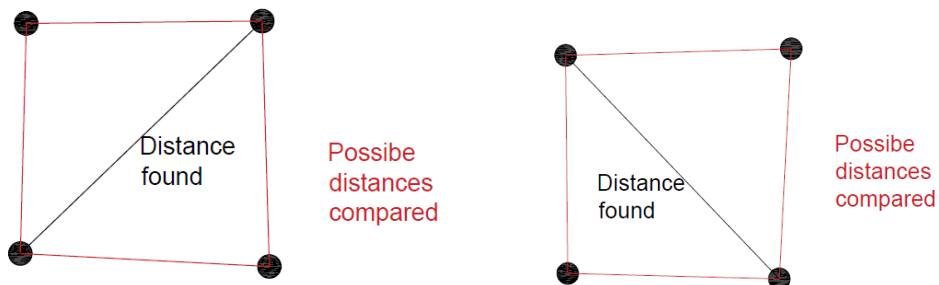 Distance
found
Possibe
distances
compared
Distance
found
Possibe
distances
compared